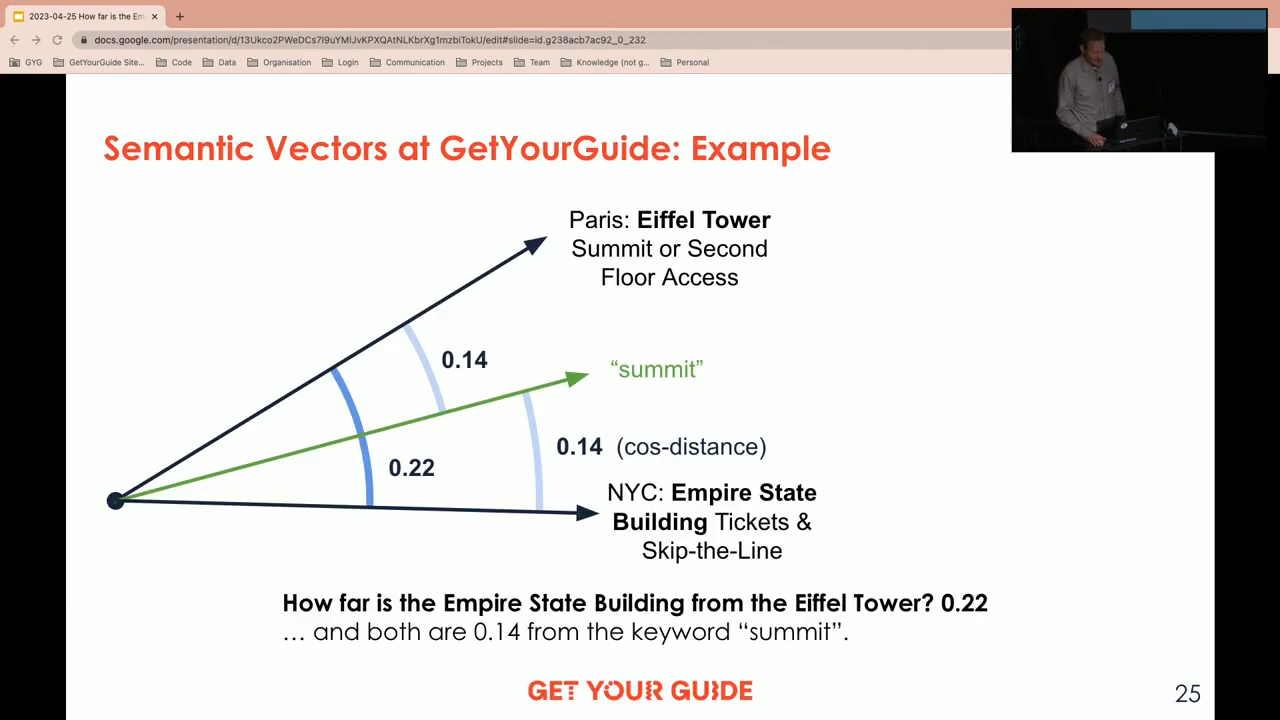 2023-04-25 How far is the Em
docs.google.com/presentation/d/13Ukco2PWeDCs7I9uYMlJvKPXQAtNLKbrXg1mzbiTokU/edit#slide=id.g238acb7ac92_0_232
GYG GetYourGuide Site... Code Data Organisation Login Communication Projects Team Knowledge (not g... Personal
Semantic Vectors at GetYourGuide: Example
Paris: Eiffel Tower
Summit or Second
Floor Access
0.14
“summit”
0.14 (cos-distance)
0.22
NYC: Empire State
Building Tickets &
Skip-the-Line
How far is the Empire State Building from the Eiffel Tower? 0.22
… and both are 0.14 from the keyword “summit”.
GET YOUR GUIDE
25